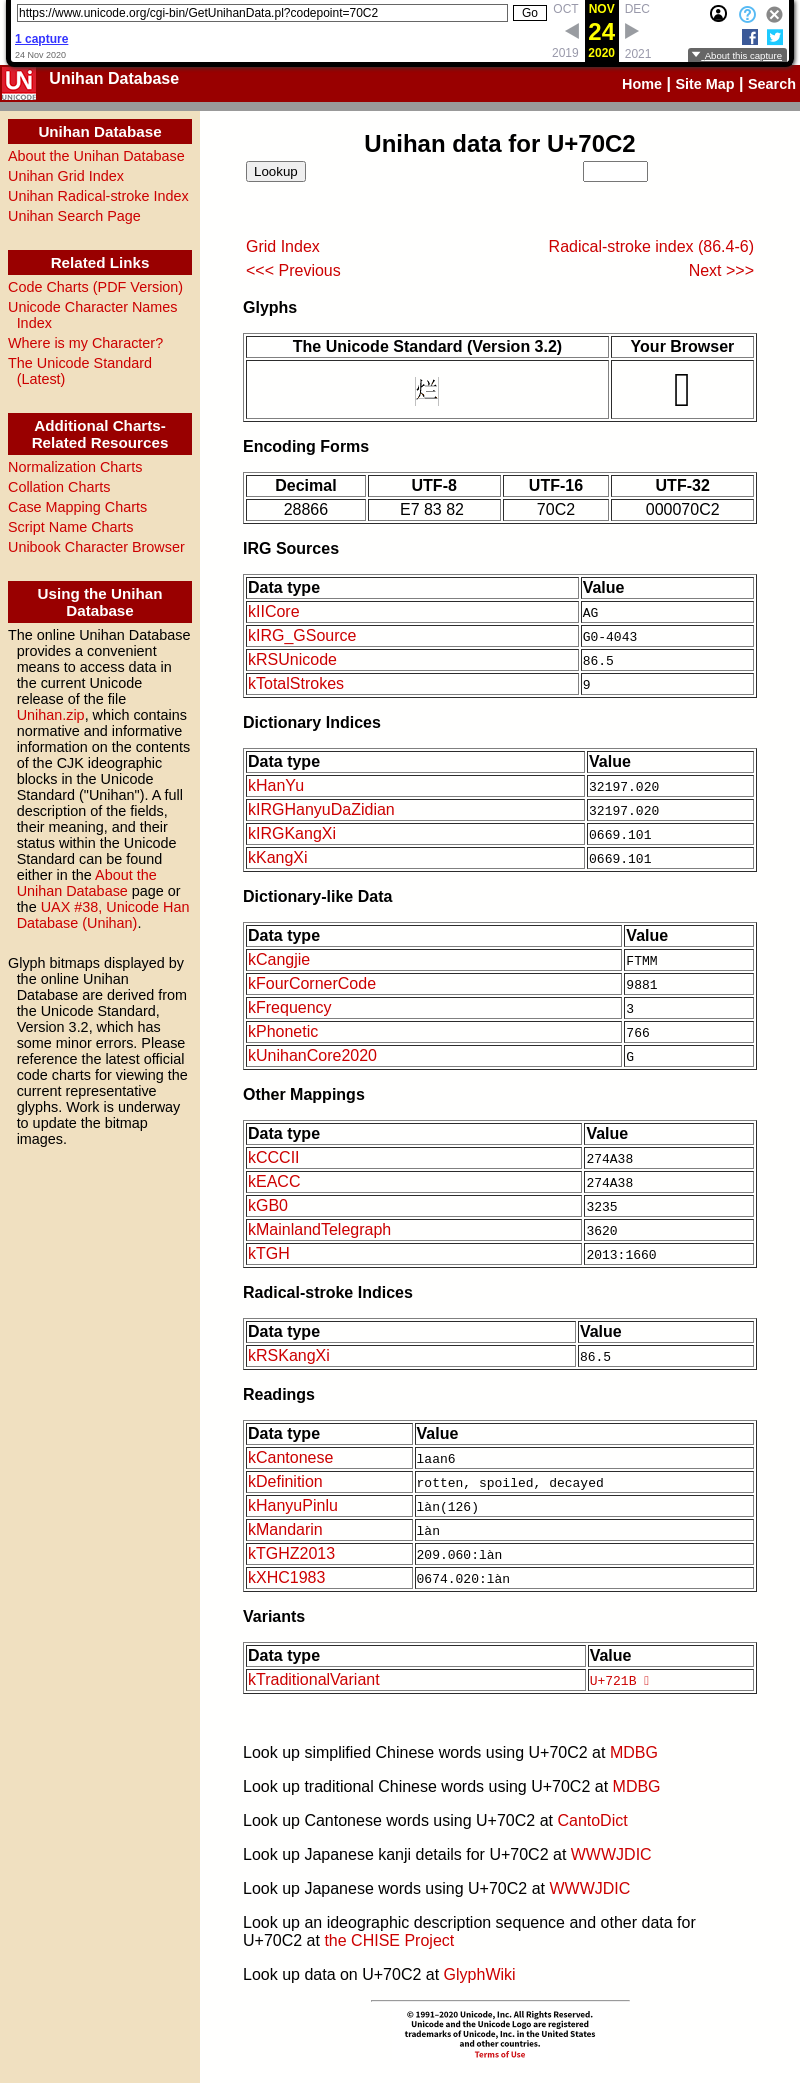 https://www.unicode.org/cgi-bin/GetUnihanData.pl?codepoint=70C2 Go OCT NOV DEC
1 capture 24
24 Nov 2020 2019 2020 2021 About this capture
Unihan Database Home | Site Map | Search
Unihan Database
About the Unihan Database
Unihan Grid Index
Unihan Radical-stroke Index
Unihan Search Page
Related Links
Code Charts (PDF Version)
Unicode Character Names
Index
Where is my Character?
The Unicode Standard
(Latest)
Additional Charts-
Related Resources
Normalization Charts
Collation Charts
Case Mapping Charts
Script Name Charts
Unibook Character Browser
Using the Unihan
Database
The online Unihan Database
provides a convenient
means to access data in
the current Unicode
release of the file
Unihan.zip, which contains
normative and informative
information on the contents
of the CJK ideographic
blocks in the Unicode
Standard ("Unihan"). A full
description of the fields,
their meaning, and their
status within the Unicode
Standard can be found
either in the About the
Unihan Database page or
the UAX #38, Unicode Han
Database (Unihan).
Glyph bitmaps displayed by
the online Unihan
Database are derived from
the Unicode Standard,
Version 3.2, which has
some minor errors. Please
reference the latest official
code charts for viewing the
current representative
glyphs. Work is underway
to update the bitmap
images.
Unihan data for U+70C2
Lookup
Grid Index Radical-stroke index (86.4-6)
<<< Previous Next >>>
Glyphs
The Unicode Standard (Version 3.2) Your Browser
烂
Encoding Forms
Decimal UTF-8 UTF-16 UTF-32
28866 E7 83 82 70C2 000070C2
IRG Sources
Data type Value
kIICore AG
kIRG_GSource G0-4043
kRSUnicode 86.5
kTotalStrokes 9
Dictionary Indices
Data type Value
kHanYu 32197.020
kIRGHanyuDaZidian 32197.020
kIRGKangXi 0669.101
kKangXi 0669.101
Dictionary-like Data
Data type Value
kCangjie FTMM
kFourCornerCode 9881
kFrequency 3
kPhonetic 766
kUnihanCore2020 G
Other Mappings
Data type Value
kCCCII 274A38
kEACC 274A38
kGB0 3235
kMainlandTelegraph 3620
kTGH 2013:1660
Radical-stroke Indices
Data type Value
kRSKangXi 86.5
Readings
Data type Value
kCantonese laan6
kDefinition rotten, spoiled, decayed
kHanyuPinlu làn(126)
kMandarin làn
kTGHZ2013 209.060:làn
kXHC1983 0674.020:làn
Variants
Data type Value
kTraditionalVariant U+721B
Look up simplified Chinese words using U+70C2 at MDBG
Look up traditional Chinese words using U+70C2 at MDBG
Look up Cantonese words using U+70C2 at CantoDict
Look up Japanese kanji details for U+70C2 at WWWJDIC
Look up Japanese words using U+70C2 at WWWJDIC
Look up an ideographic description sequence and other data for
U+70C2 at the CHISE Project
Look up data on U+70C2 at GlyphWiki
© 1991–2020 Unicode, Inc. All Rights Reserved.
Unicode and the Unicode Logo are registered
trademarks of Unicode, Inc. in the United States
and other countries.
Terms of Use